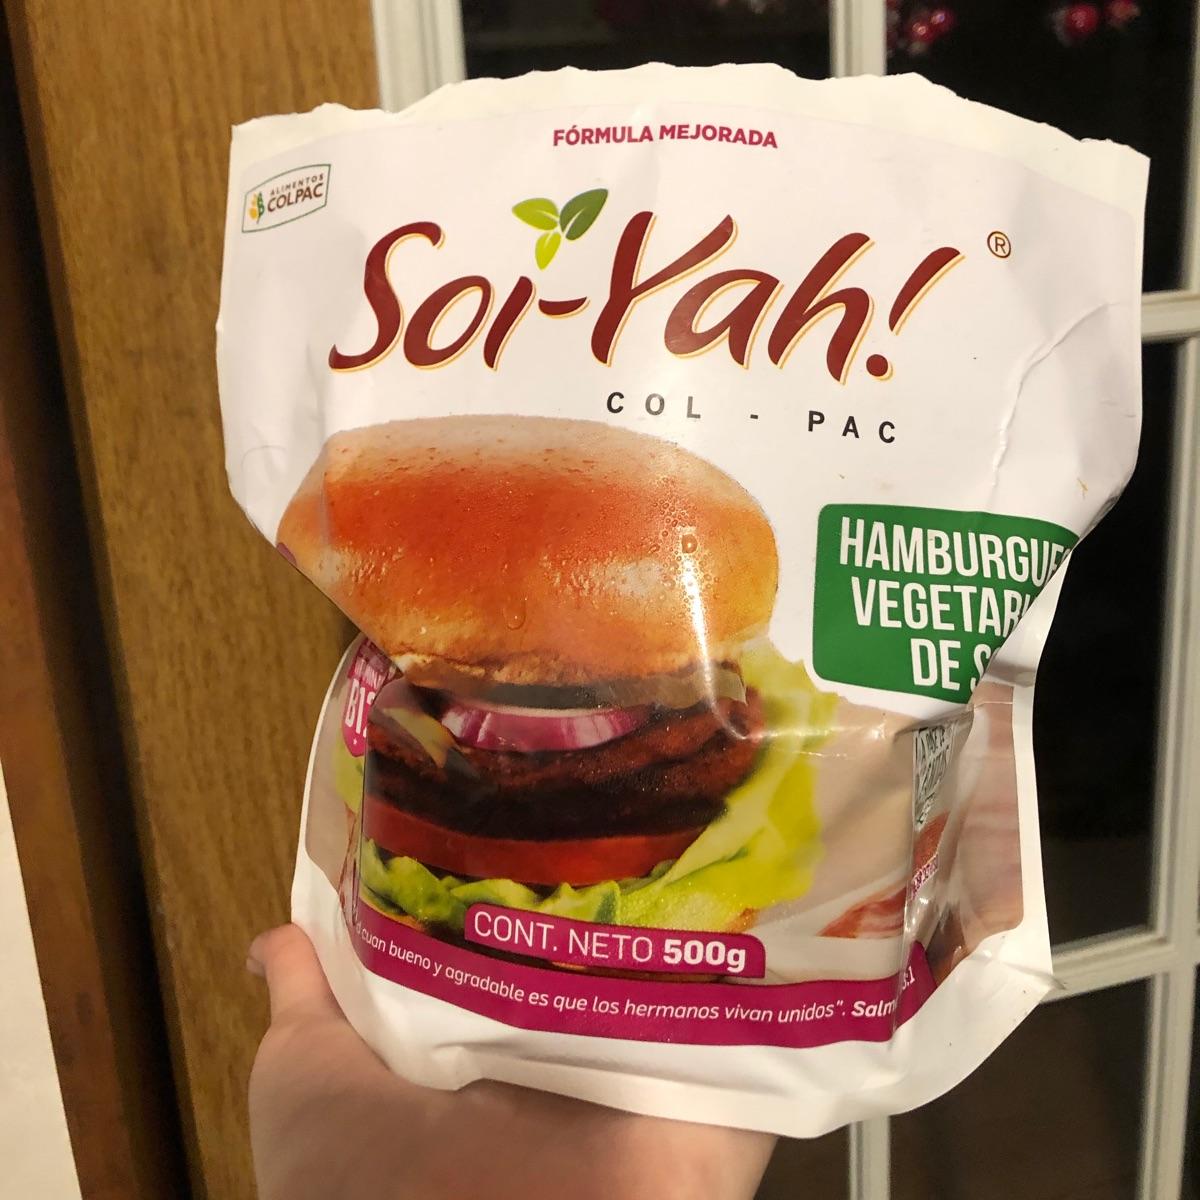 FÓRMULA MEJORADA
ALIMENTOS
COLPAC
Soi-Yah!®
COL - PAC
HAMBURGUE
VEGETARI
DE S
B12
CONT. NETO 500g
cuan bueno y agradable es que los hermanos vivan unidos". Salm